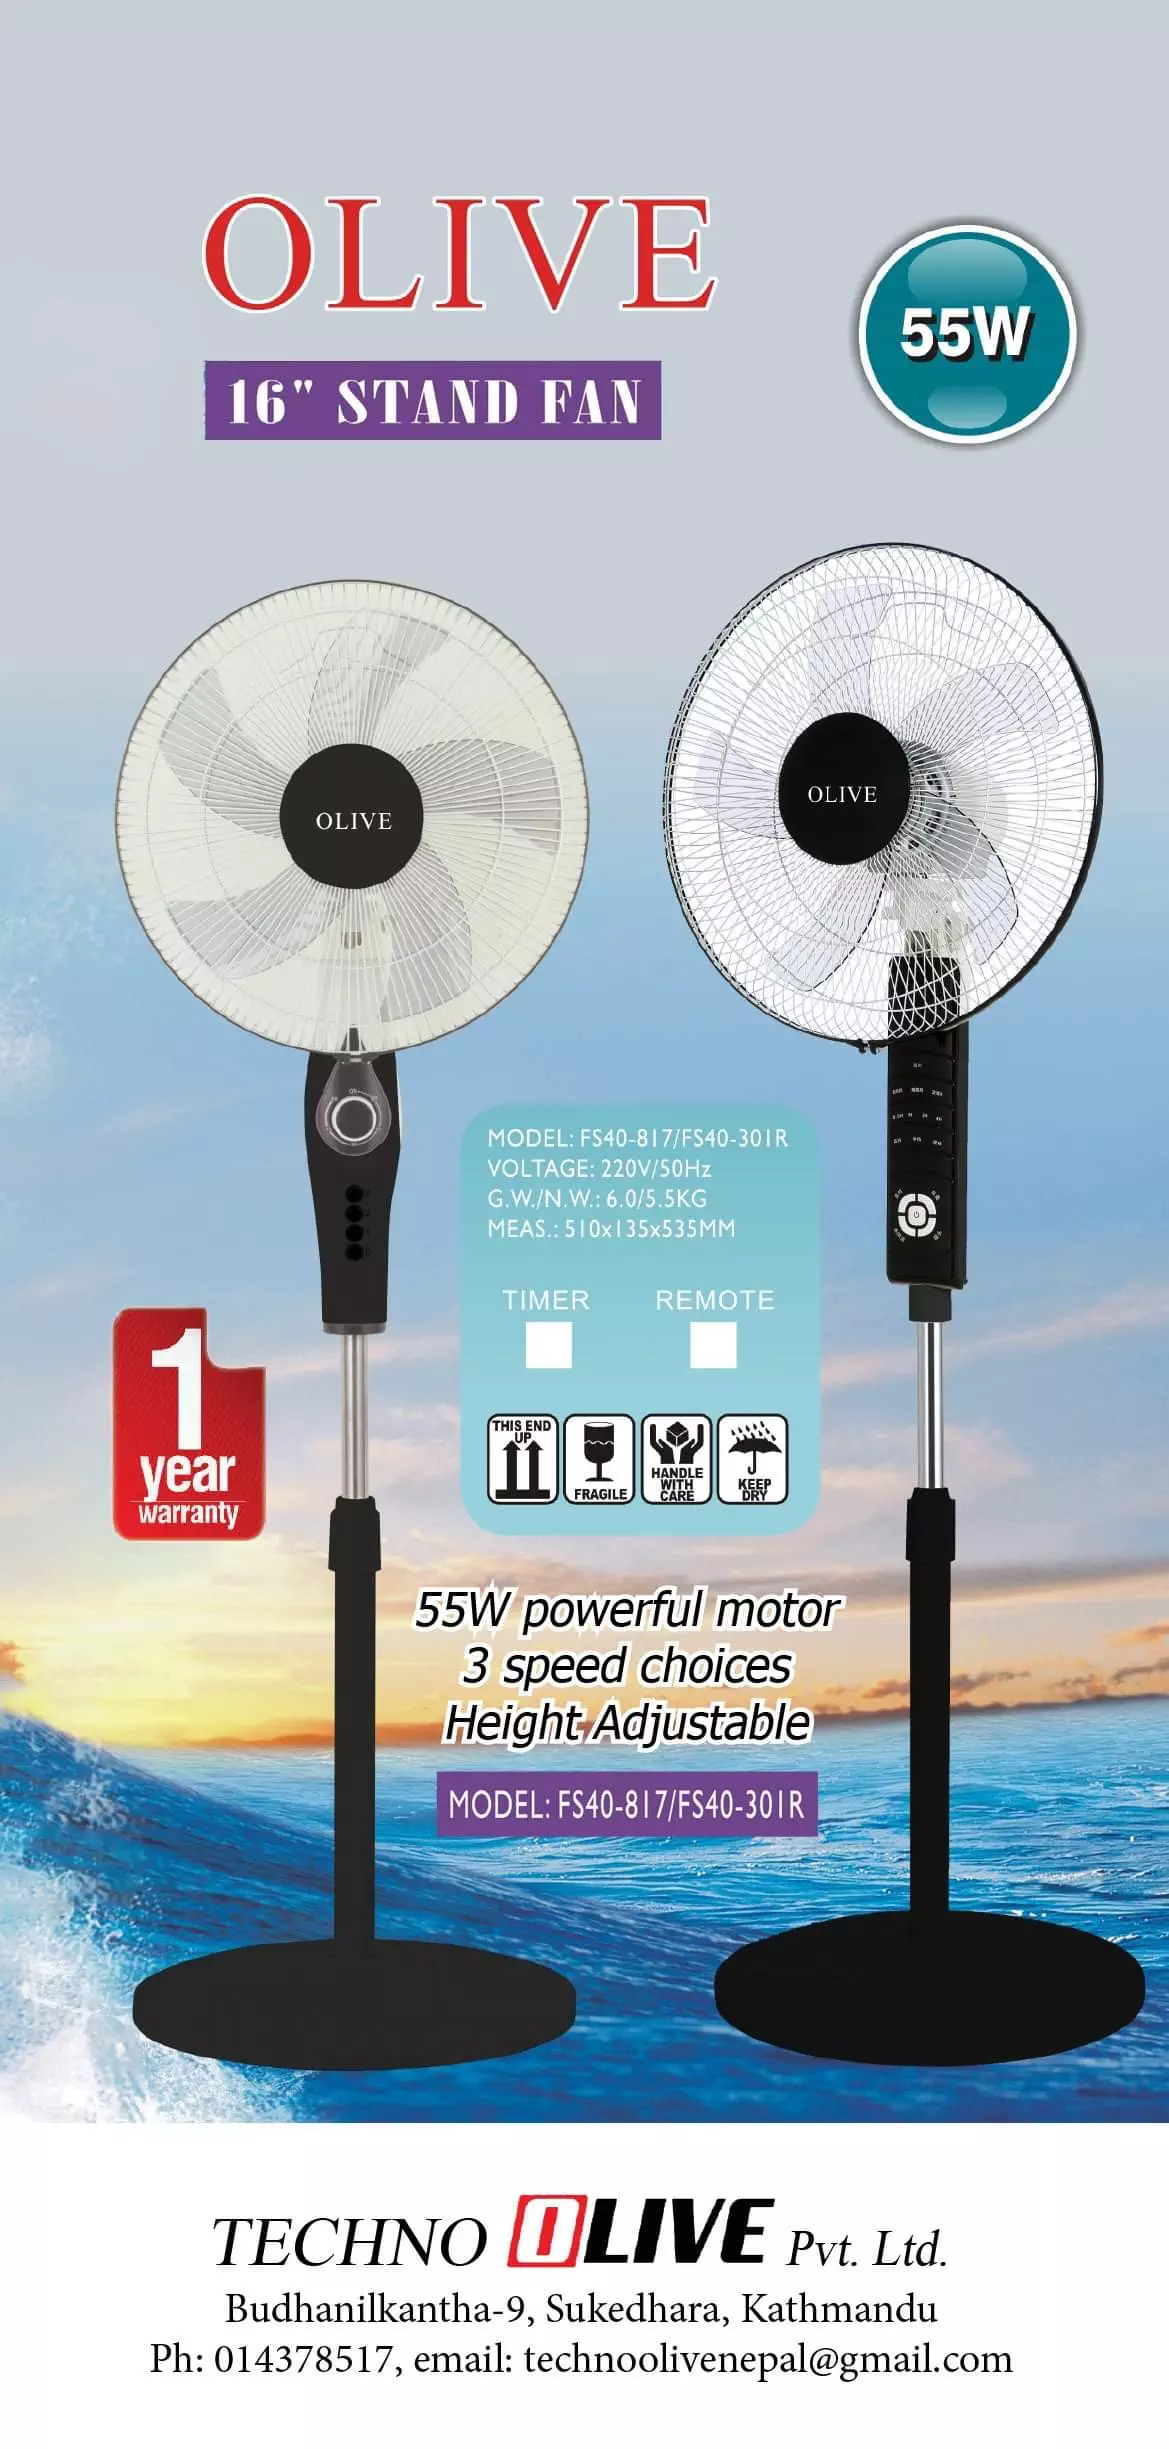 OLIVE
16" STAND FAN
55W
OLIVE
OLIVE
MODEL: FS40-817/FS40-301R
VOLTAGE: 220V/50Hz
G.W./N.W.: 6.0/5.5KG
MEAS.: 510x135x535MM
TIMER REMOTE
THIS END
UP
FRAGILE
HANDLE
WITH
CARE
KEEP
DRY
1
year
warranty
55W powerful motor
3 speed choices
Height Adjustable
MODEL: FS40-817/FS40-301R
TECHNO OLIVE Pvt. Ltd.
Budhanilkantha-9, Sukedhara, Kathmandu
Ph: 014378517, email: technoolivenepal@gmail.com